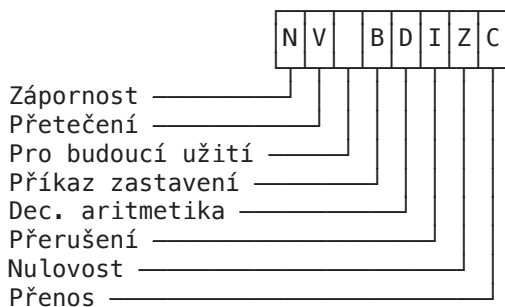 N V B D I Z C
Zápornost
Přetečení
Pro budoucí užití
Příkaz zastavení
Dec. aritmetika
Přerušení
Nulovost
Přenos